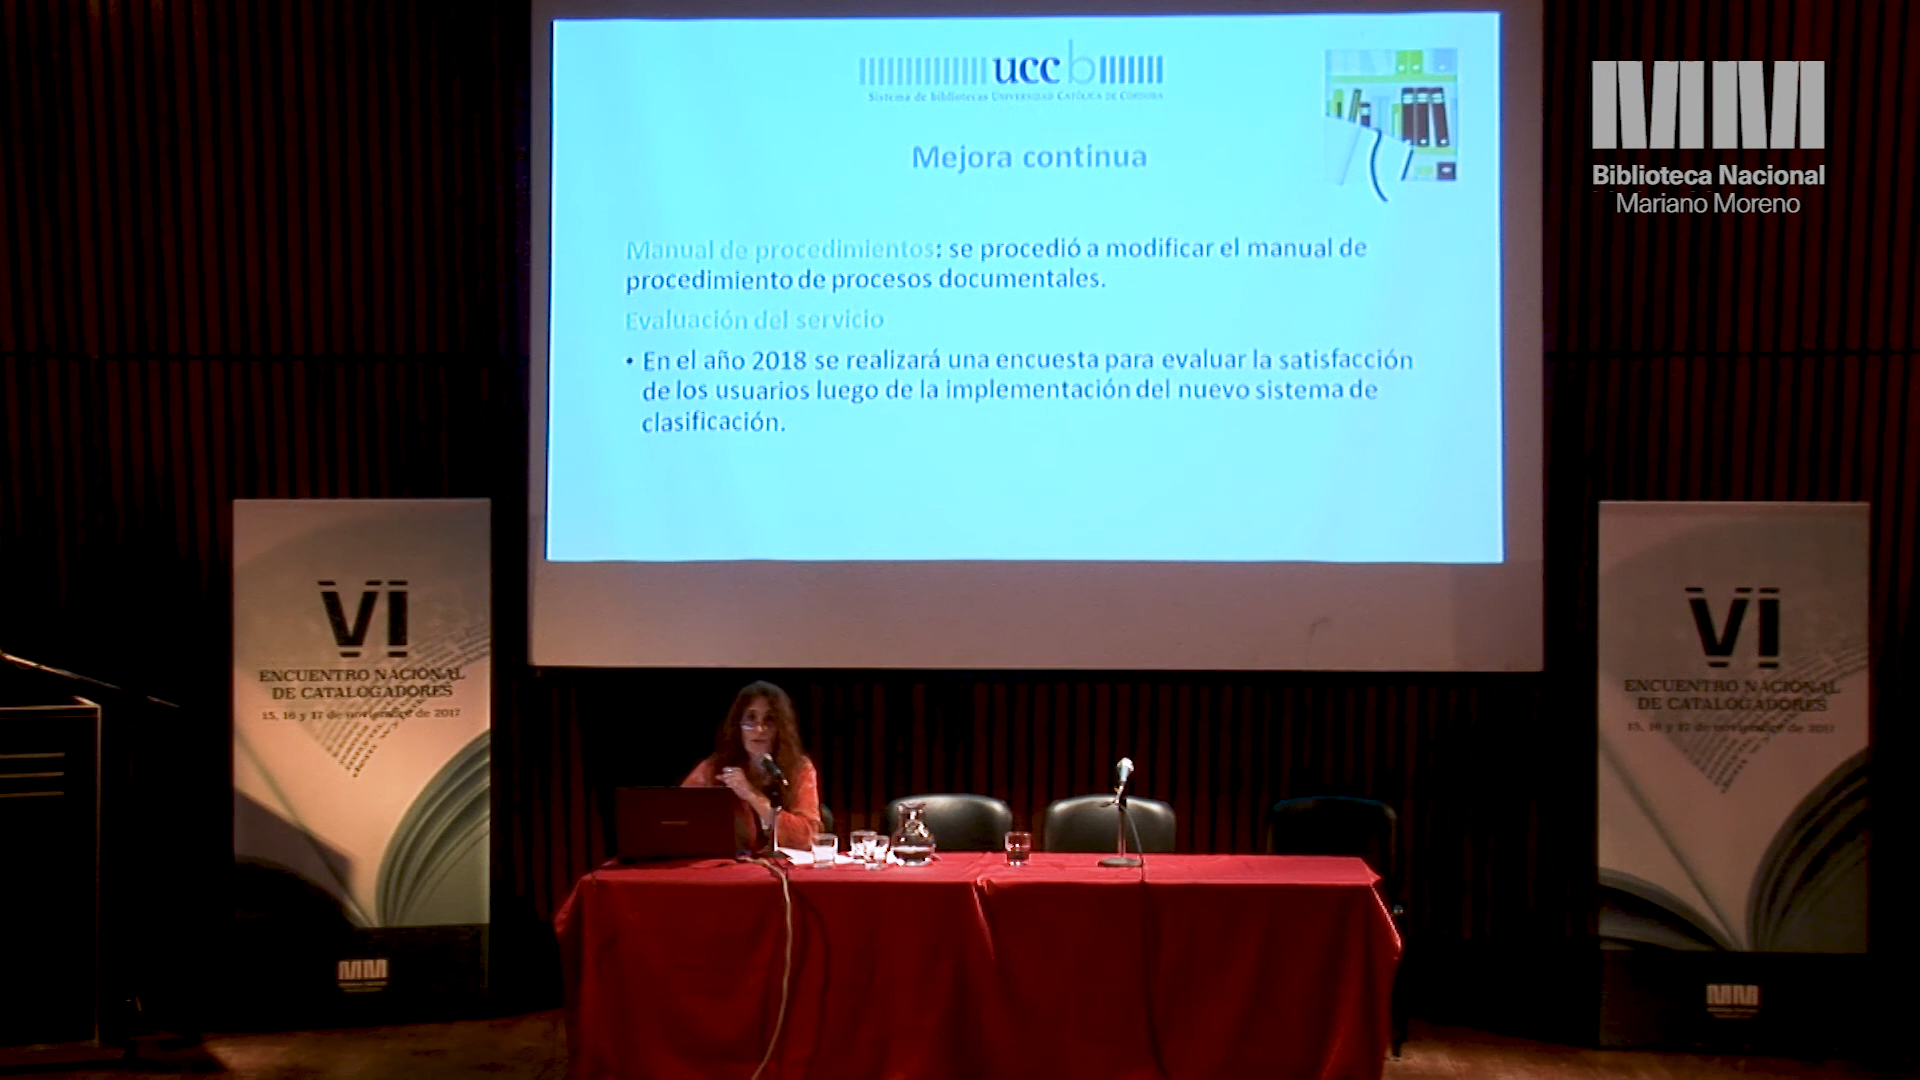 ucc b
Sistema de bibliotecas UNIVERSIDAD CATÓLICA DE CÓRDOBA
Mejora continua
Manual de procedimientos: se procedió a modificar el manual de
procedimiento de procesos documentales.
Evaluación del servicio
• En el año 2018 se realizará una encuesta para evaluar la satisfacción
de los usuarios luego de la implementación del nuevo sistema de
clasificación.
Biblioteca Nacional
Mariano Moreno
VI
ENCUENTRO NACIONAL
DE CATALOGADORES
15, 16 y 17 de noviembre de 2017
VI
ENCUENTRO NACIONAL
DE CATALOGADORES
15, 16 y 17 de noviembre de 2017